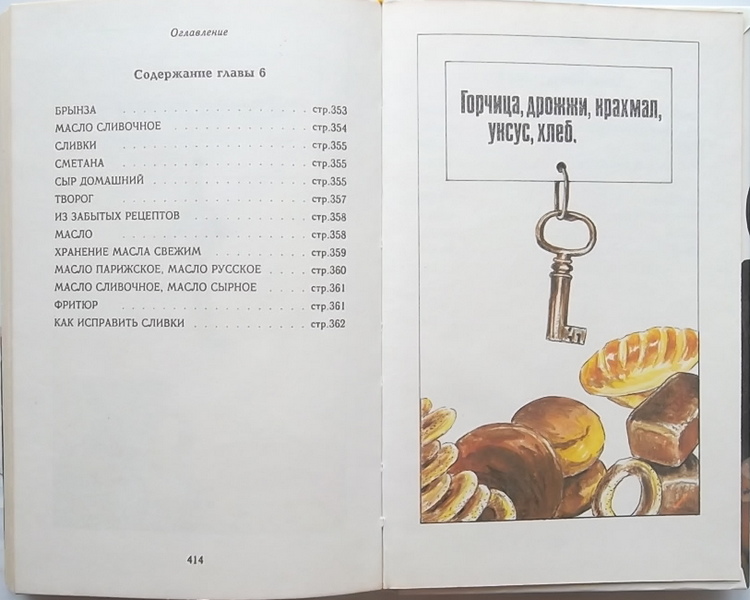 Оглавление
Содержание главы 6
БРЫНЗА . . . . . . . . . . . . . . . . . . стр.353
МАСЛО СЛИВОЧНОЕ . . . . . . . . . . . . . стр.354
СЛИВКИ . . . . . . . . . . . . . . . . . . стр.355
СМЕТАНА . . . . . . . . . . . . . . . . . стр.355
СЫР ДОМАШНИЙ . . . . . . . . . . . . . . стр.355
ТВОРОГ . . . . . . . . . . . . . . . . . . стр.357
ИЗ ЗАБЫТЫХ РЕЦЕПТОВ . . . . . . . . . . стр.358
МАСЛО . . . . . . . . . . . . . . . . . . стр.358
ХРАНЕНИЕ МАСЛА СВЕЖИМ . . . . . . . . . стр.359
МАСЛО ПАРИЖСКОЕ, МАСЛО РУССКОЕ . . . . стр.360
МАСЛО СЛИВОЧНОЕ, МАСЛО СЫРНОЕ . . . . стр.361
ФРИТЮР . . . . . . . . . . . . . . . . . . стр.361
КАК ИСПРАВИТЬ СЛИВКИ . . . . . . . . . . стр.362
414
Горчица, дрожжи, крахмал,
уксус, хлеб.